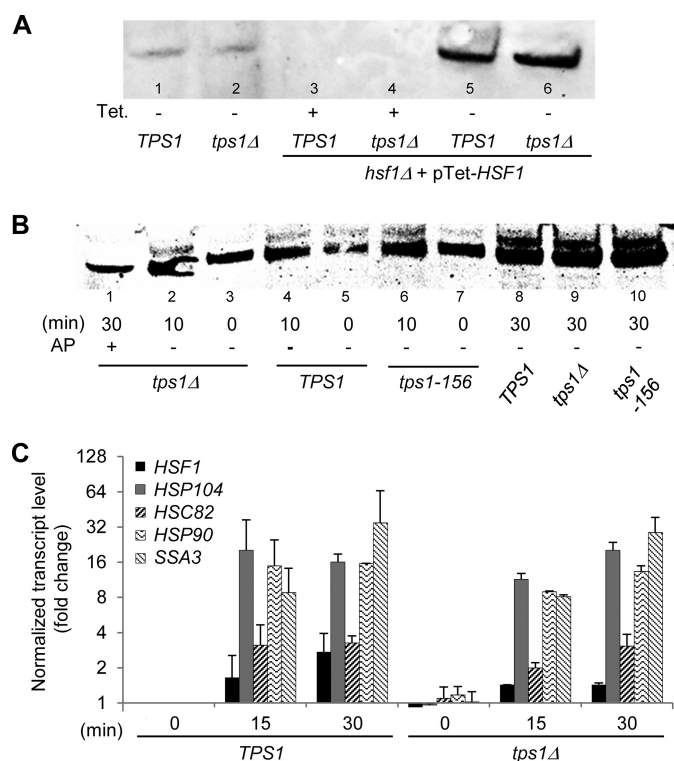 A
1 2 3 4 5 6
Tet. - - + + - -
TPS1 tps1Δ TPS1 tps1Δ TPS1 tps1Δ
hsf1Δ + pTet-HSF1
B
1 2 3 4 5 6 7 8 9 10
(min) 30 10 0 10 0 10 0 30 30 30
AP + - - - - - - - - -
tps1Δ TPS1 tps1-156 TPS1 tps1Δ tps1-156
C
Normalized transcript level
(fold change)
128
64
32
16
8
4
2
1
HSF1
HSP104
HSC82
HSP90
SSA3
(min) 0 15 30 0 15 30
TPS1 tps1Δ